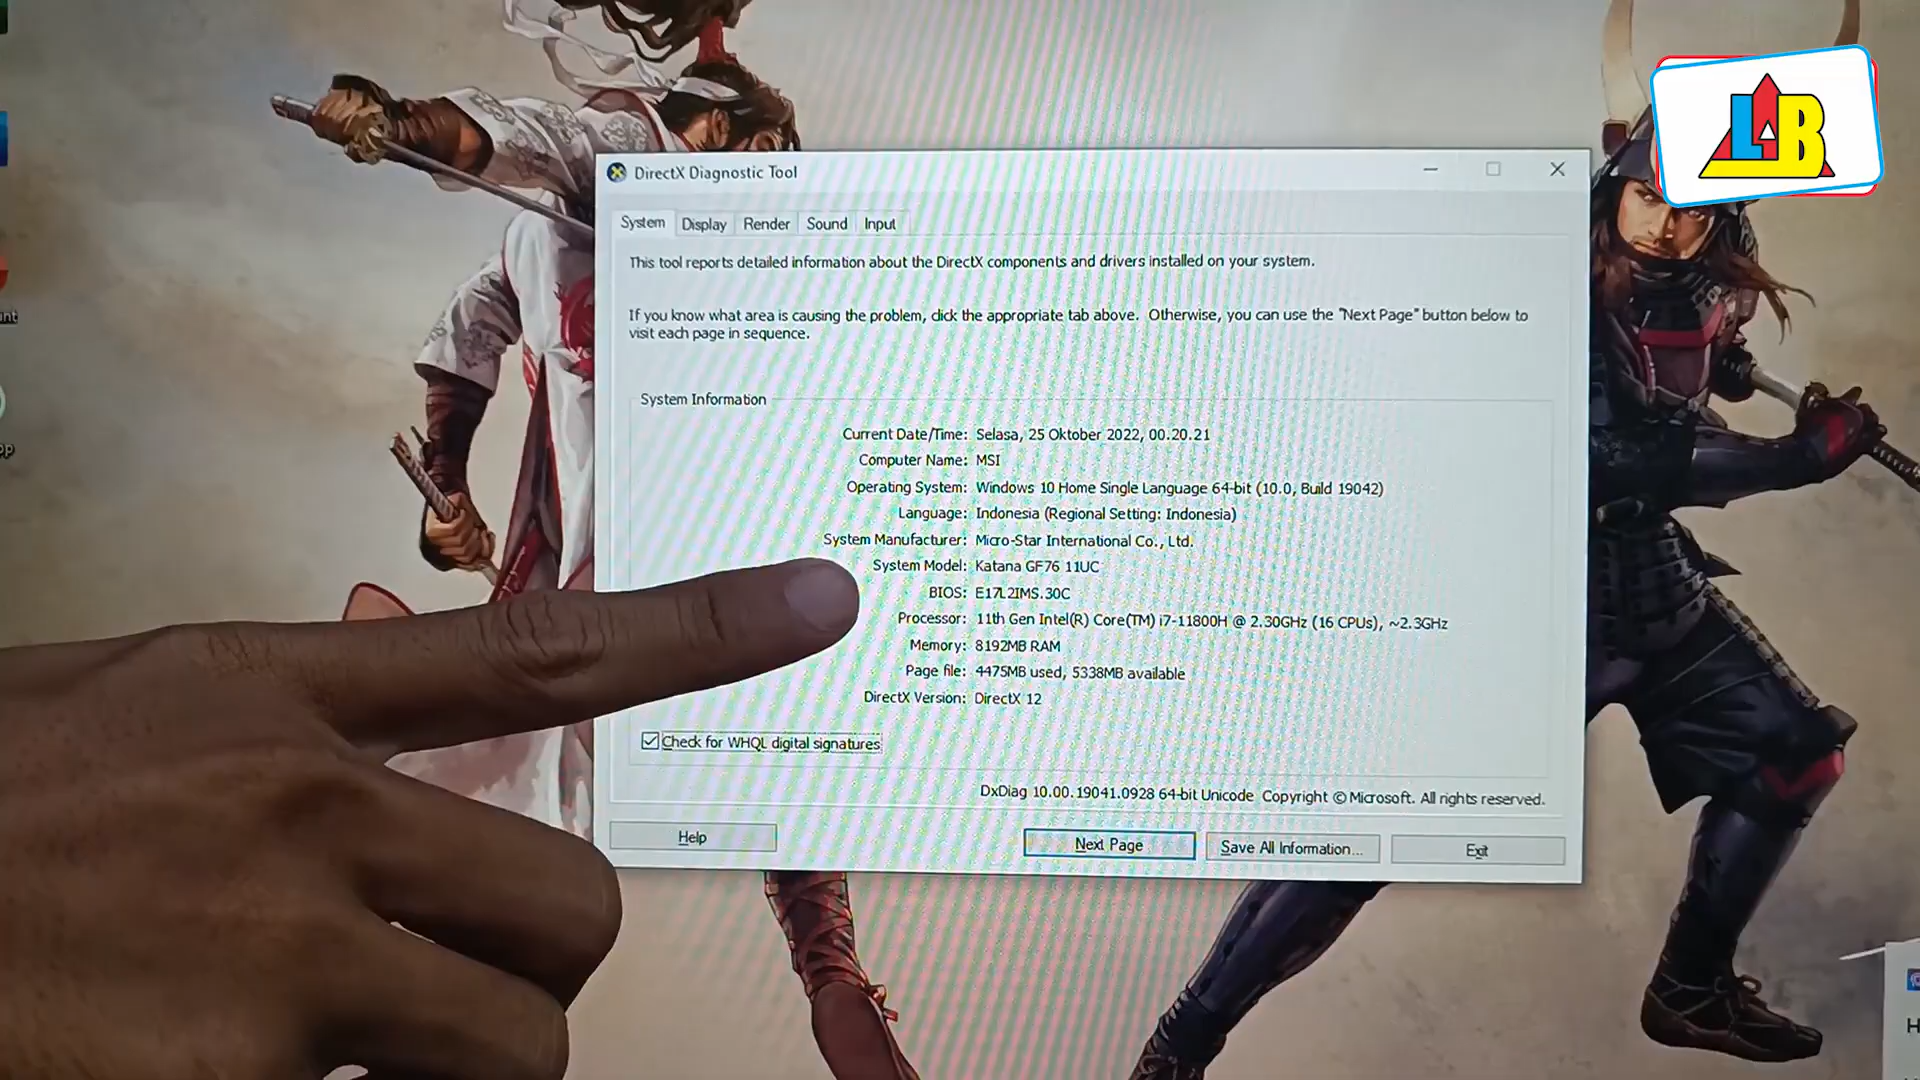 LAB
DirectX Diagnostic Tool
System Display Render Sound Input
This tool reports detailed information about the DirectX components and drivers installed on your system.
If you know what area is causing the problem, click the appropriate tab above. Otherwise, you can use the "Next Page" button below to
visit each page in sequence.
System Information
Current Date/Time: Selasa, 25 Oktober 2022, 00.20.21
Computer Name: MSI
Operating System: Windows 10 Home Single Language 64-bit (10.0, Build 19042)
Language: Indonesia (Regional Setting: Indonesia)
System Manufacturer: Micro-Star International Co., Ltd.
System Model: Katana GF76 11UC
BIOS: E17L2IMS.30C
Processor: 11th Gen Intel(R) Core(TM) i7-11800H @ 2.30GHz (16 CPUs), ~2.3GHz
Memory: 8192MB RAM
Page file: 4475MB used, 5338MB available
DirectX Version: DirectX 12
Check for WHQL digital signatures
DxDiag 10.00.19041.0928 64-bit Unicode Copyright © Microsoft. All rights reserved.
Help Next Page Save All Information... Exit